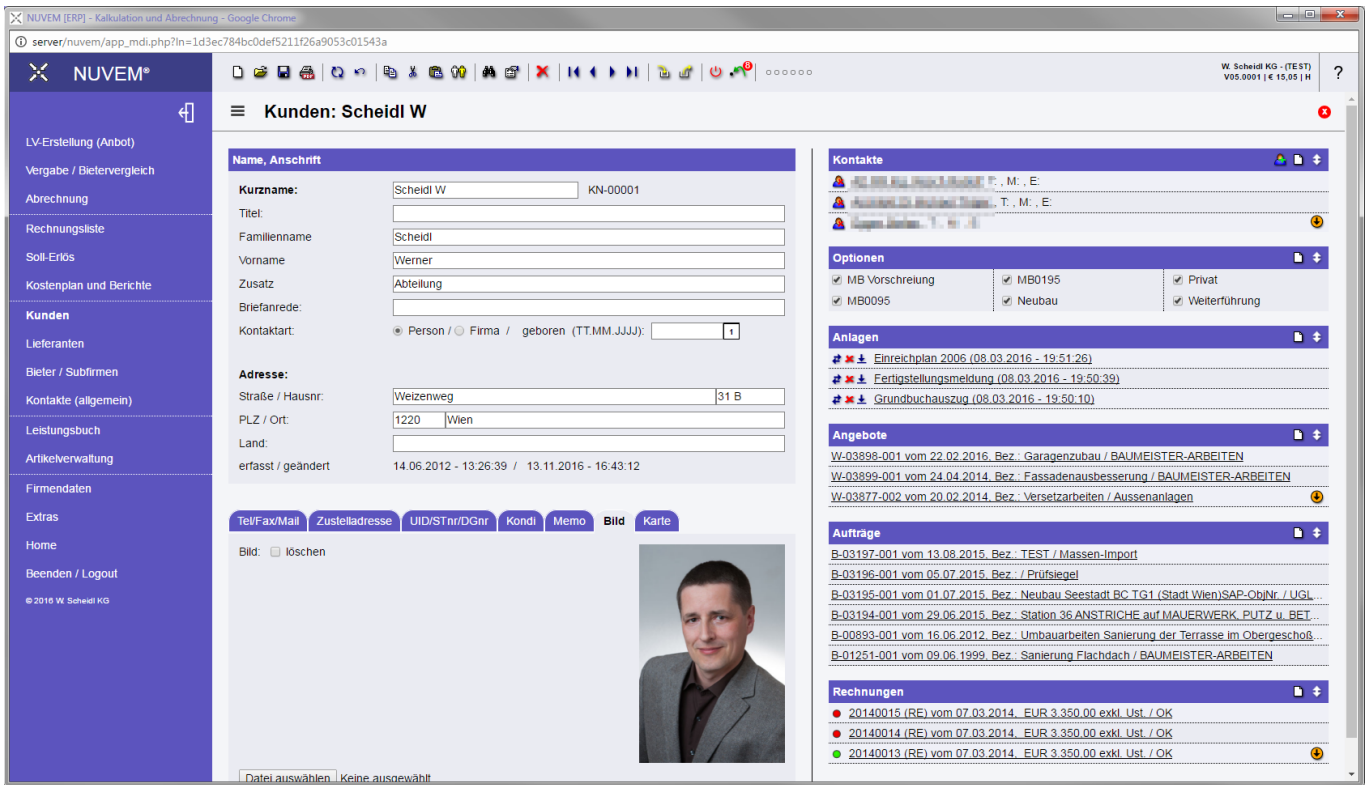 NUVEM [ERP] - Kalkulation und Abrechnung - Google Chrome
server/nuvem/app_mdi.php?ln=1d3ec784bc0def5211f26a9053c01543a
NUVEM®
8
W. Scheidl KG - (TEST)
V05.0001 | € 15,05 | H
?
LV-Erstellung (Anbot)
Vergabe / Bietervergleich
Abrechnung
Rechnungsliste
Soll-Erlös
Kostenplan und Berichte
Kunden
Lieferanten
Bieter / Subfirmen
Kontakte (allgemein)
Leistungsbuch
Artikelverwaltung
Firmendaten
Extras
Home
Beenden / Logout
© 2016 W. Scheidl KG
Kunden: Scheidl W
Name, Anschrift
Kurzname: Scheidl W KN-00001
Titel:
Familienname Scheidl
Vorname Werner
Zusatz Abteilung
Briefanrede:
Kontaktart: Person / Firma / geboren (TT.MM.JJJJ): 1
Adresse:
Straße / Hausnr: Weizenweg 31 B
PLZ / Ort: 1220 Wien
Land:
erfasst / geändert 14.06.2012 - 13:26:39 / 13.11.2016 - 16:43:12
Tel/Fax/Mail Zustelladresse UID/STnr/DGnr Kondi Memo Bild Karte
Bild: löschen
Datei auswählen Keine ausgewählt
Kontakte
T: , M: , E:
, T: , M: , E:
Optionen
MB Vorschreiung MB0195 Privat
MB0095 Neubau Weiterführung
Anlagen
Einreichplan 2006 (08.03.2016 - 19:51:26)
Fertigstellungsmeldung (08.03.2016 - 19:50:39)
Grundbuchauszug (08.03.2016 - 19:50:10)
Angebote
W-03898-001 vom 22.02.2016, Bez.: Garagenzubau / BAUMEISTER-ARBEITEN
W-03899-001 vom 24.04.2014, Bez.: Fassadenausbesserung / BAUMEISTER-ARBEITEN
W-03877-002 vom 20.02.2014, Bez.: Versetzarbeiten / Aussenanlagen
Aufträge
B-03197-001 vom 13.08.2015, Bez.: TEST / Massen-Import
B-03196-001 vom 05.07.2015, Bez.: / Prüfsiegel
B-03195-001 vom 01.07.2015, Bez.: Neubau Seestadt BC TG1 (Stadt Wien)SAP-ObjNr. / UGL...
B-03194-001 vom 29.06.2015, Bez.: Station 36 ANSTRICHE auf MAUERWERK, PUTZ u. BET...
B-00893-001 vom 16.06.2012, Bez.: Umbauarbeiten Sanierung der Terrasse im Obergeschoß...
B-01251-001 vom 09.06.1999, Bez.: Sanierung Flachdach / BAUMEISTER-ARBEITEN
Rechnungen
20140015 (RE) vom 07.03.2014, EUR 3.350,00 exkl. Ust. / OK
20140014 (RE) vom 07.03.2014, EUR 3.350,00 exkl. Ust. / OK
20140013 (RE) vom 07.03.2014, EUR 3.350,00 exkl. Ust. / OK